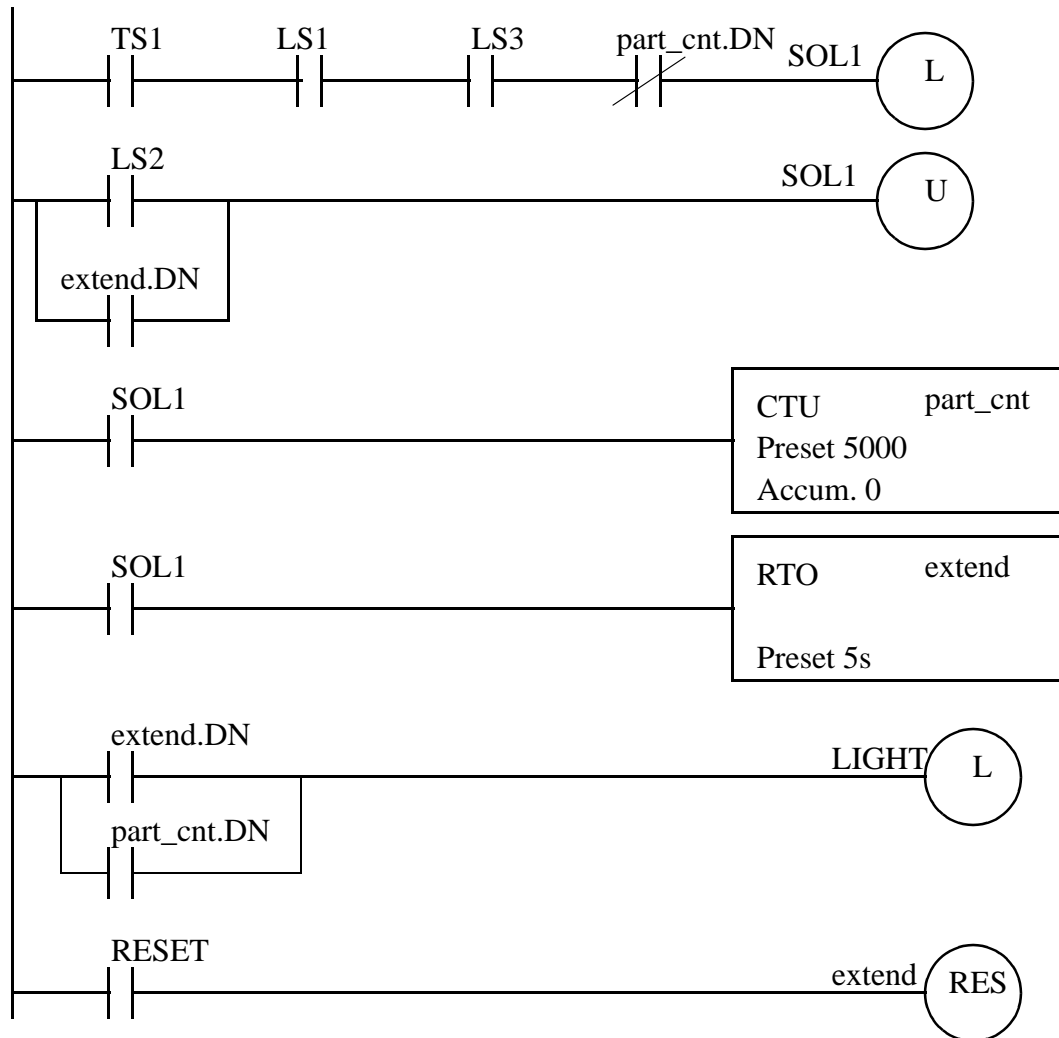 TS1 LS1 LS3 part_cnt.DN SOL1 L
LS2 SOL1 U
extend.DN
SOL1 CTU part_cnt
Preset 5000
Accum. 0
SOL1 RTO extend
Preset 5s
extend.DN LIGHT L
part_cnt.DN
RESET extend RES